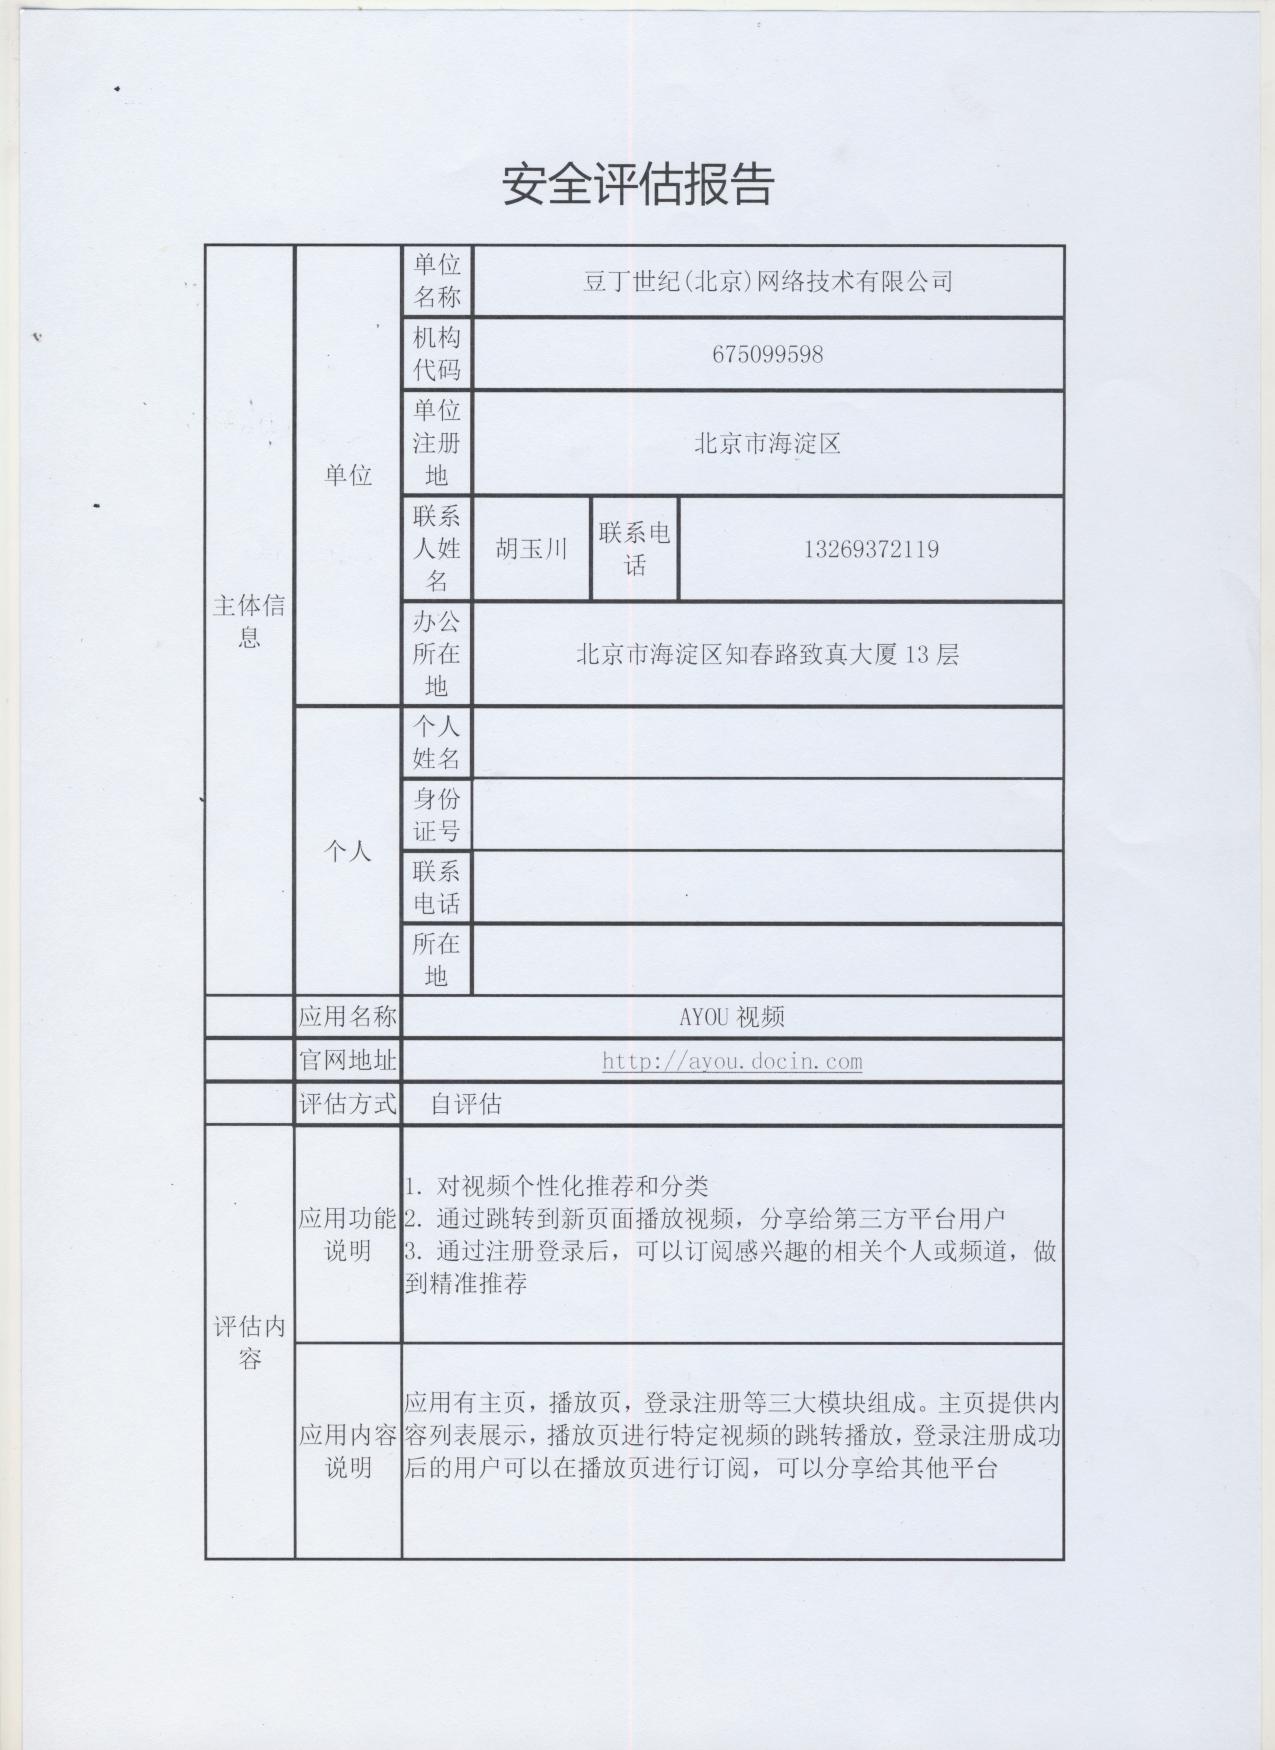 安全评估报告
单位
名称
豆丁世纪(北京)网络技术有限公司
机构
代码
675099598
单位
注册
地
北京市海淀区
单位
联系
人姓
名
胡玉川
联系电
话
13269372119
主体信
息
办公
所在
地
北京市海淀区知春路致真大厦13层
个人
姓名
身份
证号
个人
联系
电话
所在
地
应用名称
AYOU视频
官网地址
http://ayou.docin.com
评估方式
自评估
应用功能
说明
1. 对视频个性化推荐和分类
2. 通过跳转到新页面播放视频，分享给第三方平台用户
3. 通过注册登录后，可以订阅感兴趣的相关个人或频道，做
到精准推荐
评估内
容
应用内容
说明
应用有主页，播放页，登录注册等三大模块组成。主页提供内
容列表展示，播放页进行特定视频的跳转播放，登录注册成功
后的用户可以在播放页进行订阅，可以分享给其他平台